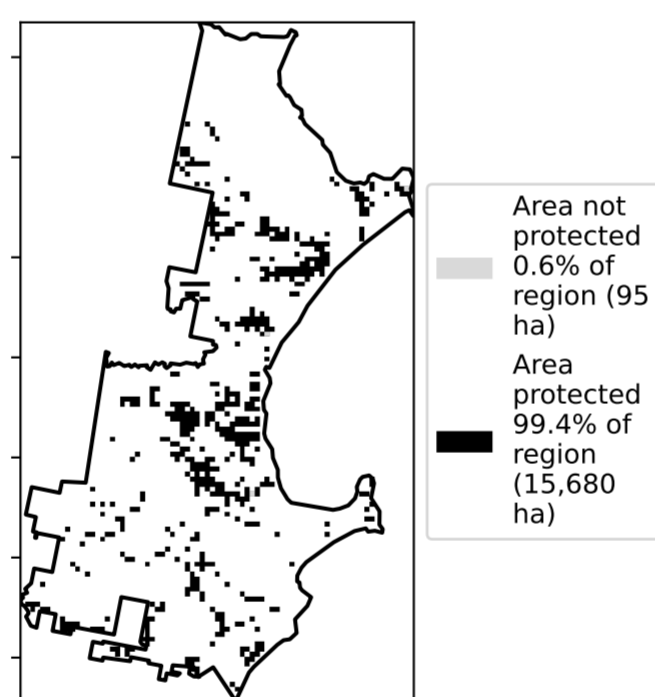 Area not
protected
0.6% of
region (95
ha)
Area
protected
99.4% of
region
(15,680
ha)